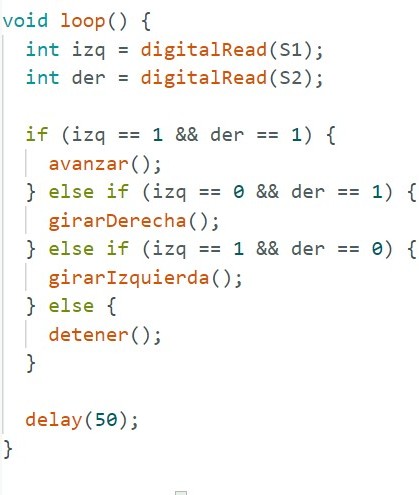 void loop() {
  int izq = digitalRead(S1);
  int der = digitalRead(S2);

  if (izq == 1 && der == 1) {
    avanzar();
  } else if (izq == 0 && der == 1) {
    girarDerecha();
  } else if (izq == 1 && der == 0) {
    girarIzquierda();
  } else {
    detener();
  }

  delay(50);
}